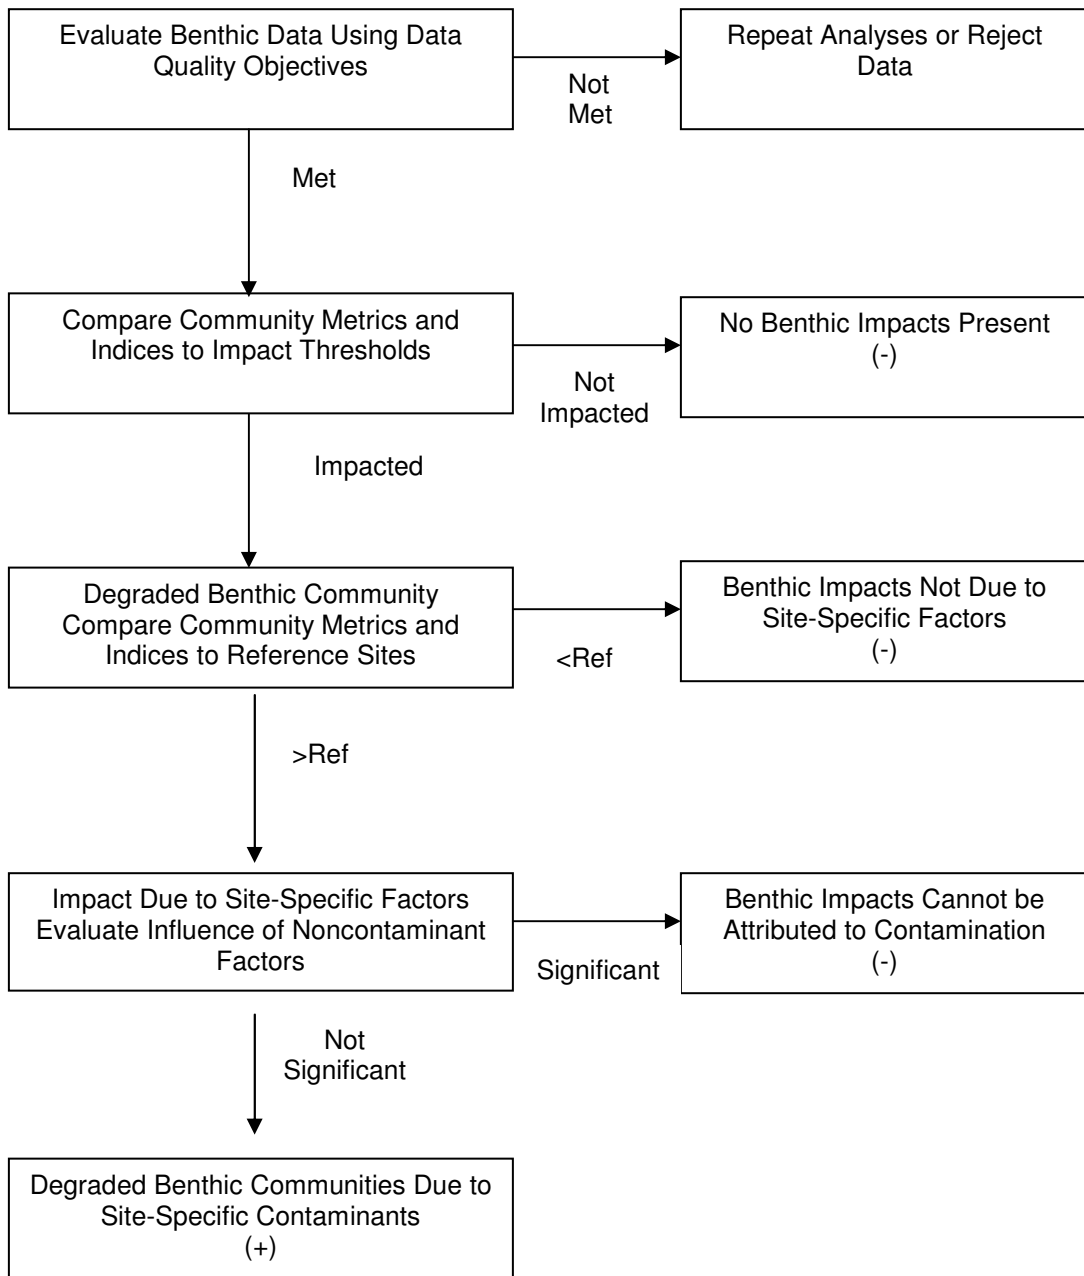 Evaluate Benthic Data Using Data
Quality Objectives
Not
Met
Repeat Analyses or Reject
Data
Met
Compare Community Metrics and
Indices to Impact Thresholds
Not
Impacted
No Benthic Impacts Present
(-)
Impacted
Degraded Benthic Community
Compare Community Metrics and
Indices to Reference Sites
<Ref
Benthic Impacts Not Due to
Site-Specific Factors
(-)
>Ref
Impact Due to Site-Specific Factors
Evaluate Influence of Noncontaminant
Factors
Significant
Benthic Impacts Cannot be
Attributed to Contamination
(-)
Not
Significant
Degraded Benthic Communities Due to
Site-Specific Contaminants
(+)